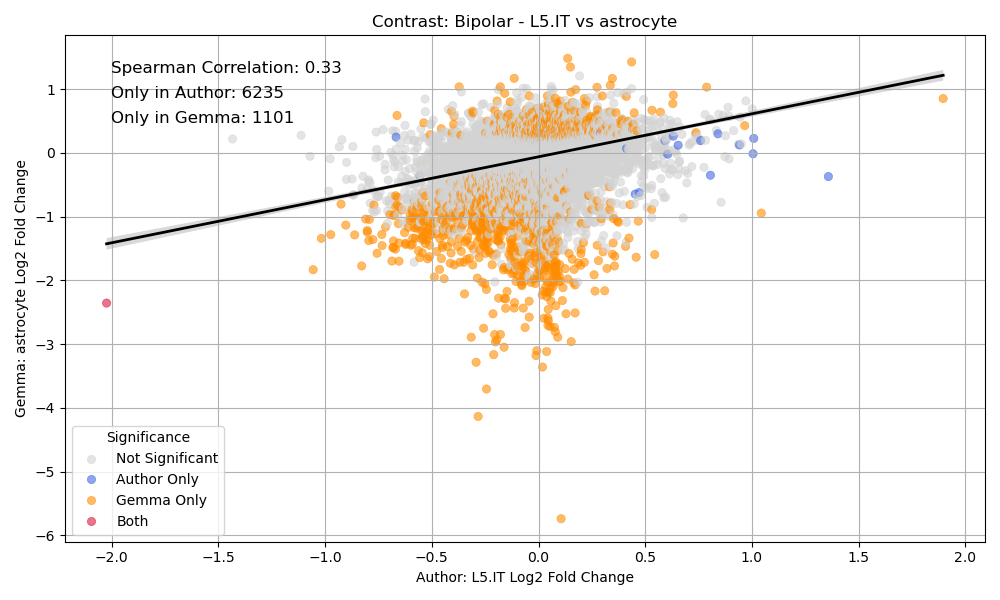 Contrast: Bipolar - L5.IT vs astrocyte
Spearman Correlation: 0.33
Only in Author: 6235
Only in Gemma: 1101
Gemma: astrocyte Log2 Fold Change
1
0
−1
−2
−3
−4
−5
−6
Significance
Not Significant
Author Only
Gemma Only
Both
−2.0 −1.5 −1.0 −0.5 0.0 0.5 1.0 1.5 2.0
Author: L5.IT Log2 Fold Change